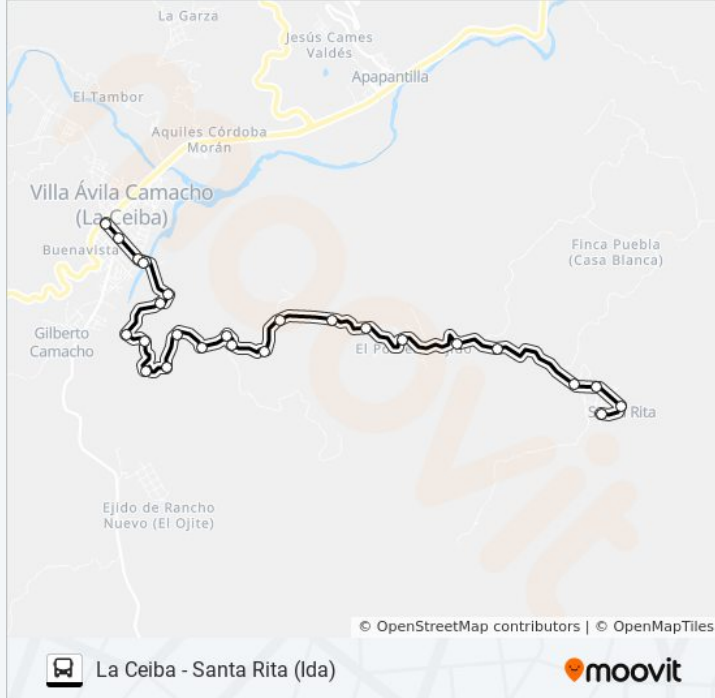 La Garza
Jesús Cames
Valdés
Apapantilla
El Tambor
Aquiles Córdoba
Morán
Villa Ávila Camacho
(La Ceiba)
Buenavista
Finca Puebla
(Casa Blanca)
Gilberto
Camacho
El
Rita
Ejido de Rancho
Nuevo (El Ojite)
moovit
© OpenStreetMap contributors | © OpenMapTiles
La Ceiba - Santa Rita (Ida)
moovit